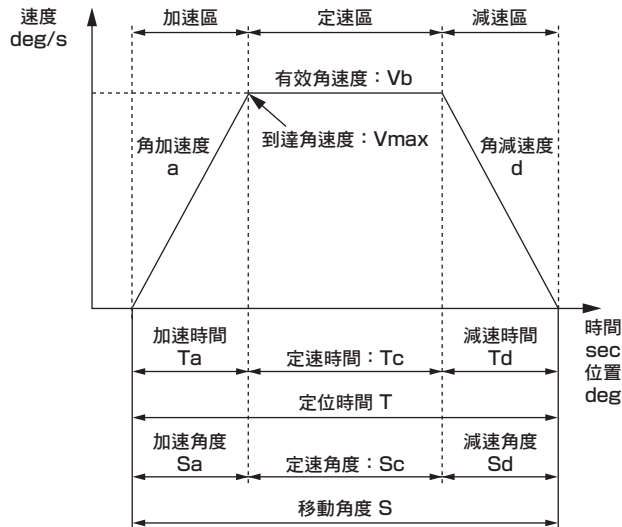 速度
deg/s
加速區
定速區
減速區
有效角速度：Vb
到達角速度：Vmax
角加速度
a
角減速度
d
時間
sec
位置
deg
加速時間
Ta
定速時間：Tc
減速時間
Td
定位時間 T
加速角度
Sa
定速角度：Sc
減速角度
Sd
移動角度 S